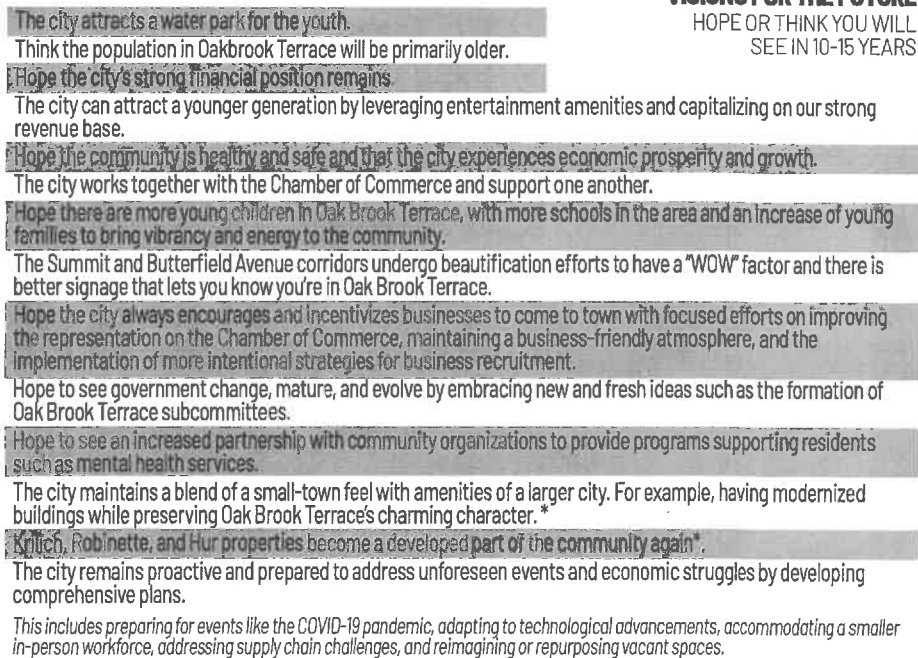 VISIONS FOR THE FUTURE
HOPE OR THINK YOU WILL
SEE IN 10-15 YEARS
The city attracts a water park for the youth.
Think the population in Oakbrook Terrace will be primarily older.
Hope the city's strong financial position remains.
The city can attract a younger generation by leveraging entertainment amenities and capitalizing on our strong
revenue base.
Hope the community is healthy and safe and that the city experiences economic prosperity and growth.
The city works together with the Chamber of Commerce and support one another.
Hope there are more young children in Oak Brook Terrace, with more schools in the area and an increase of young
families to bring vibrancy and energy to the community.
The Summit and Butterfield Avenue corridors undergo beautification efforts to have a "WOW" factor and there is
better signage that lets you know you're in Oak Brook Terrace.
Hope the city always encourages and incentivizes businesses to come to town with focused efforts on improving
the representation on the Chamber of Commerce, maintaining a business-friendly atmosphere, and the
implementation of more intentional strategies for business recruitment.
Hope to see government change, mature, and evolve by embracing new and fresh ideas such as the formation of
Oak Brook Terrace subcommittees.
Hope to see an increased partnership with community organizations to provide programs supporting residents
such as mental health services.
The city maintains a blend of a small-town feel with amenities of a larger city. For example, having modernized
buildings while preserving Oak Brook Terrace's charming character. *
Robinette, and Hur properties become a developed part of the community again*.
The city remains proactive and prepared to address unforeseen events and economic struggles by developing
comprehensive plans.
This includes preparing for events like the COVID-19 pandemic, adapting to technological advancements, accommodating a smaller
in-person workforce, addressing supply chain challenges, and reimagining or repurposing vacant spaces.